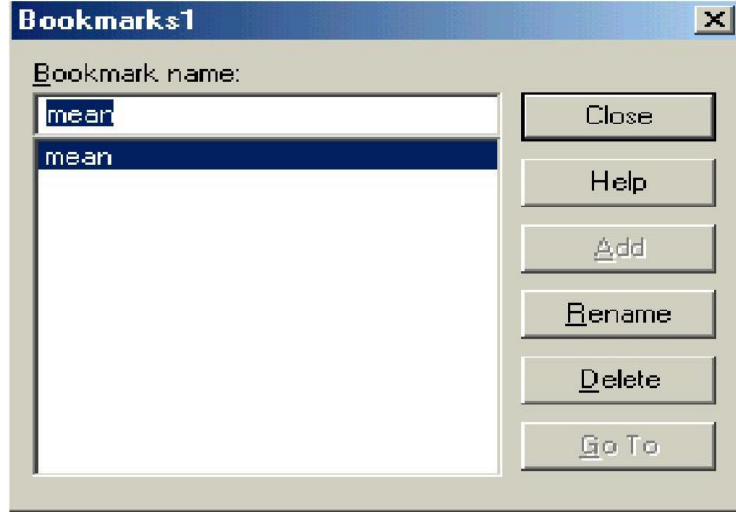 Bookmarks1
Bookmark name:
mean
mean
Close
Help
Add
Rename
Delete
Go To